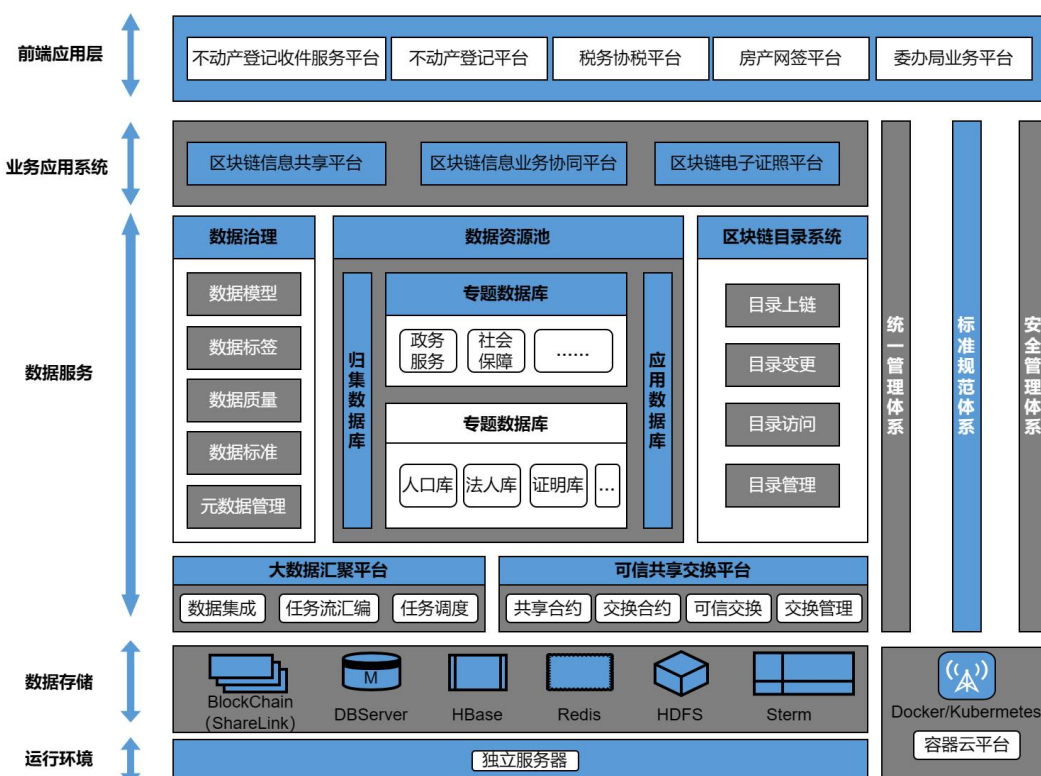 前端应用层
不动产登记收件服务平台
不动产登记平台
税务协税平台
房产网签平台
委办局业务平台
业务应用系统
区块链信息共享平台
区块链信息业务协同平台
区块链电子证照平台
数据服务
数据治理
数据模型
数据标签
数据质量
数据标准
元数据管理
数据资源池
归集数据库
专题数据库
政务
服务
社会
保障
......
专题数据库
人口库
法人库
证明库
...
应用数据库
区块链目录系统
目录上链
目录变更
目录访问
目录管理
大数据汇聚平台
数据集成
任务流汇编
任务调度
可信共享交换平台
共享合约
交换合约
可信交换
交换管理
统一管理体系
标准规范体系
安全管理体系
数据存储
BlockChain
(ShareLink)
M
DBServer
HBase
Redis
HDFS
Sterm
Docker/Kubermetes
容器云平台
运行环境
独立服务器